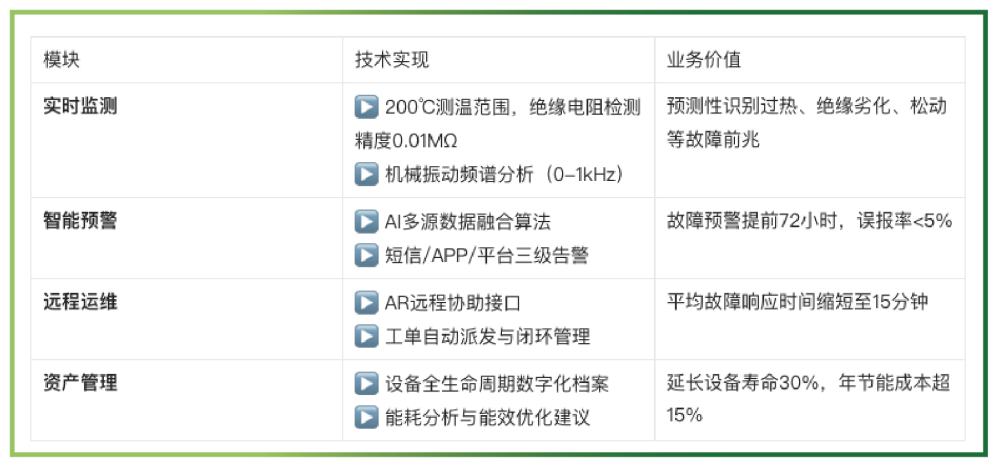 模块 技术实现 业务价值
实时监测 ▶ 200℃测温范围，绝缘电阻检测 预测性识别过热、绝缘劣化、松动
精度0.01MΩ 等故障前兆
▶ 机械振动频谱分析（0–1kHz）
智能预警 ▶ AI多源数据融合算法 故障预警提前72小时，误报率<5%
▶ 短信/APP/平台三级告警
远程运维 ▶ AR远程协助接口 平均故障响应时间缩短至15分钟
▶ 工单自动派发与闭环管理
资产管理 ▶ 设备全生命周期数字化档案 延长设备寿命30%，年节能成本超
▶ 能耗分析与能效优化建议 15%